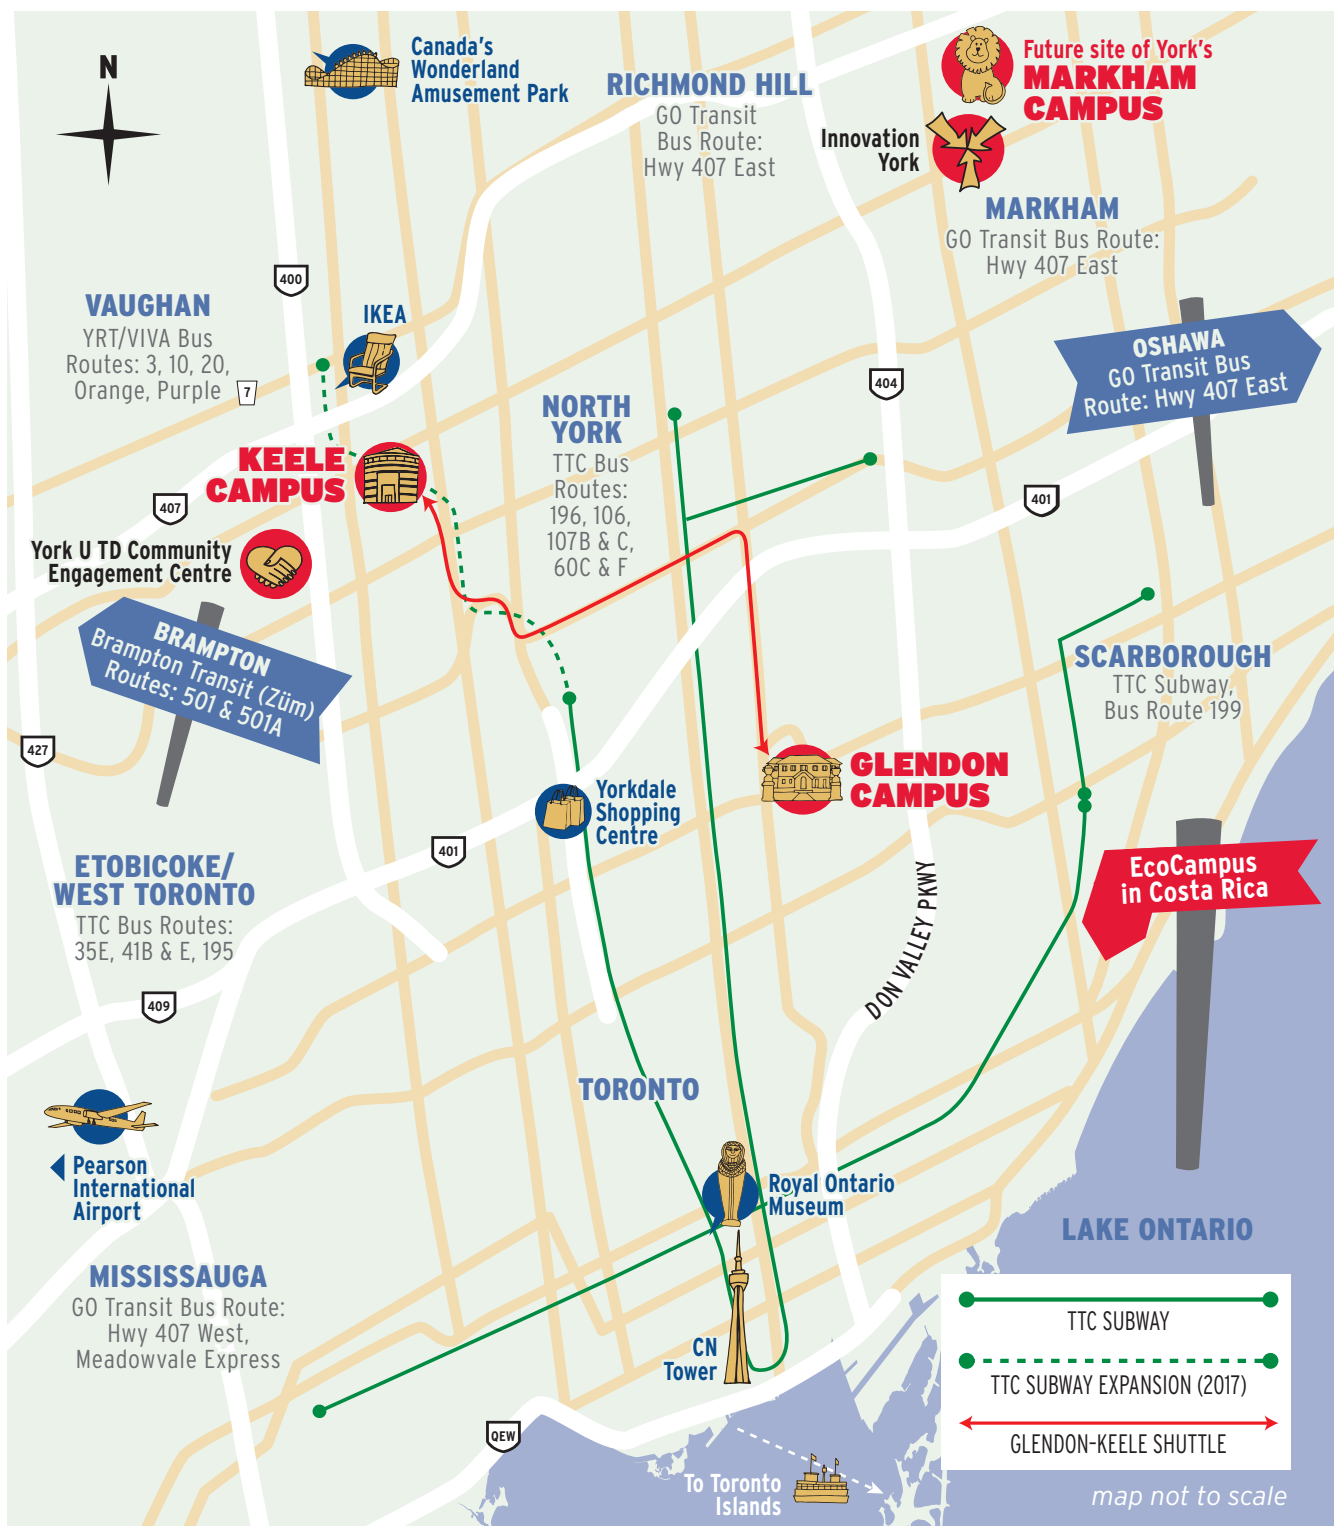 N
Canada's
Wonderland
Amusement Park
RICHMOND HILL
GO Transit
Bus Route:
Hwy 407 East
Future site of York's
MARKHAM
CAMPUS
Innovation
York
MARKHAM
GO Transit Bus Route:
Hwy 407 East
400
VAUGHAN
YRT/VIVA Bus
Routes: 3, 10, 20,
Orange, Purple
7
IKEA
OSHAWA
GO Transit Bus
Route: Hwy 407 East
404
NORTH
YORK
TTC Bus
Routes:
196, 106,
107B & C,
60C & F
KEELE
CAMPUS
407
401
York U TD Community
Engagement Centre
BRAMPTON
Brampton Transit (Züm)
Routes: 501 & 501A
SCARBOROUGH
TTC Subway,
Bus Route 199
427
GLENDON
CAMPUS
Yorkdale
Shopping
Centre
401
ETOBICOKE/
WEST TORONTO
TTC Bus Routes:
35E, 41B & E, 195
EcoCampus
in Costa Rica
DON VALLEY PKWY
409
TORONTO
Pearson
International
Airport
Royal Ontario
Museum
LAKE ONTARIO
MISSISSAUGA
GO Transit Bus Route:
Hwy 407 West,
Meadowvale Express
CN
Tower
TTC SUBWAY
TTC SUBWAY EXPANSION (2017)
GLENDON-KEELE SHUTTLE
QEW
To Toronto
Islands
map not to scale